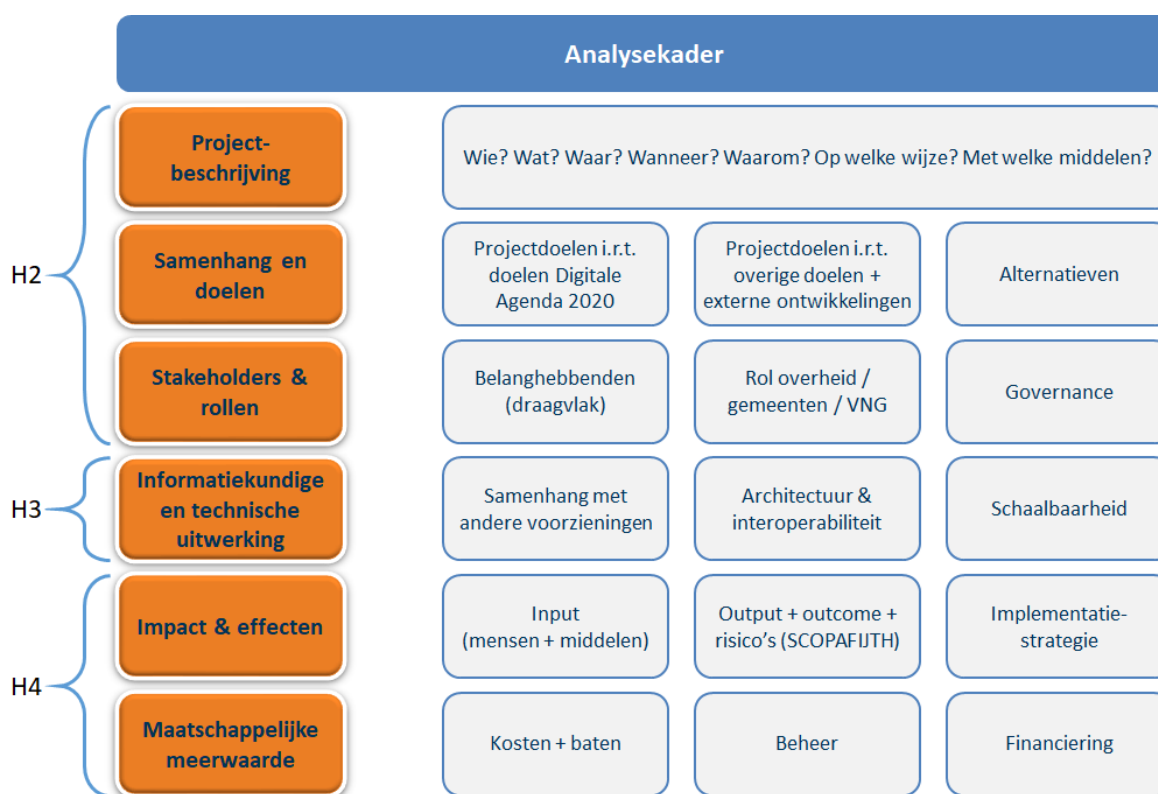 Analysekader
Project-
beschrijving
Wie? Wat? Waar? Wanneer? Waarom? Op welke wijze? Met welke middelen?
H2
Samenhang en
doelen
Projectdoelen i.r.t.
doelen Digitale
Agenda 2020
Projectdoelen i.r.t.
overige doelen +
externe ontwikkelingen
Alternatieven
Stakeholders &
rollen
Belanghebbenden
(draagvlak)
Rol overheid /
gemeenten / VNG
Governance
H3
Informatiekundige
en technische
uitwerking
Samenhang met
andere voorzieningen
Architectuur &
interoperabiliteit
Schaalbaarheid
H4
Impact & effecten
Input
(mensen + middelen)
Output + outcome +
risico's (SCOPAFIJTH)
Implementatie-
strategie
Maatschappelijke
meerwaarde
Kosten + baten
Beheer
Financiering